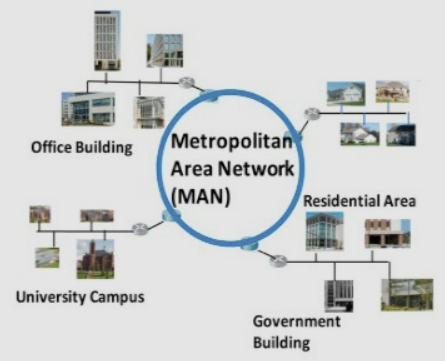 Office Building
Metropolitan
Area Network
(MAN)
Residential Area
University Campus
Government
Building